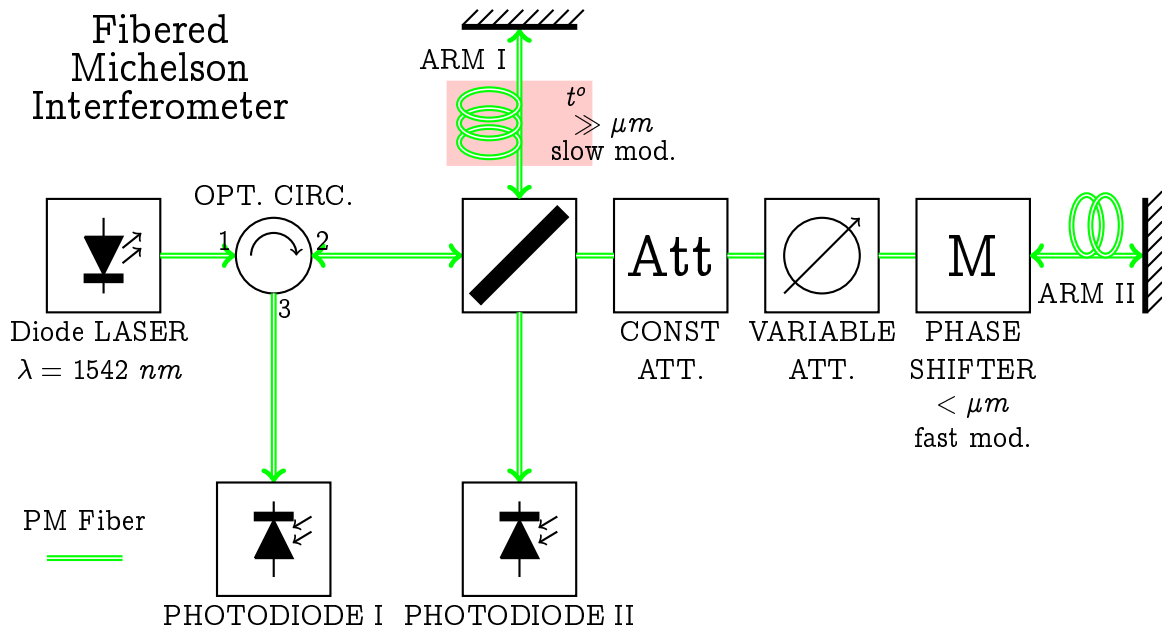 Fibered
Michelson
Interferometer
ARM I
tᵒ
≫ μm
slow mod.
OPT. CIRC.
1
2
3
Att
M
ARM II
Diode LASER
λ = 1542 nm
CONST
ATT.
VARIABLE
ATT.
PHASE
SHIFTER
< μm
fast mod.
PM Fiber
PHOTODIODE I
PHOTODIODE II